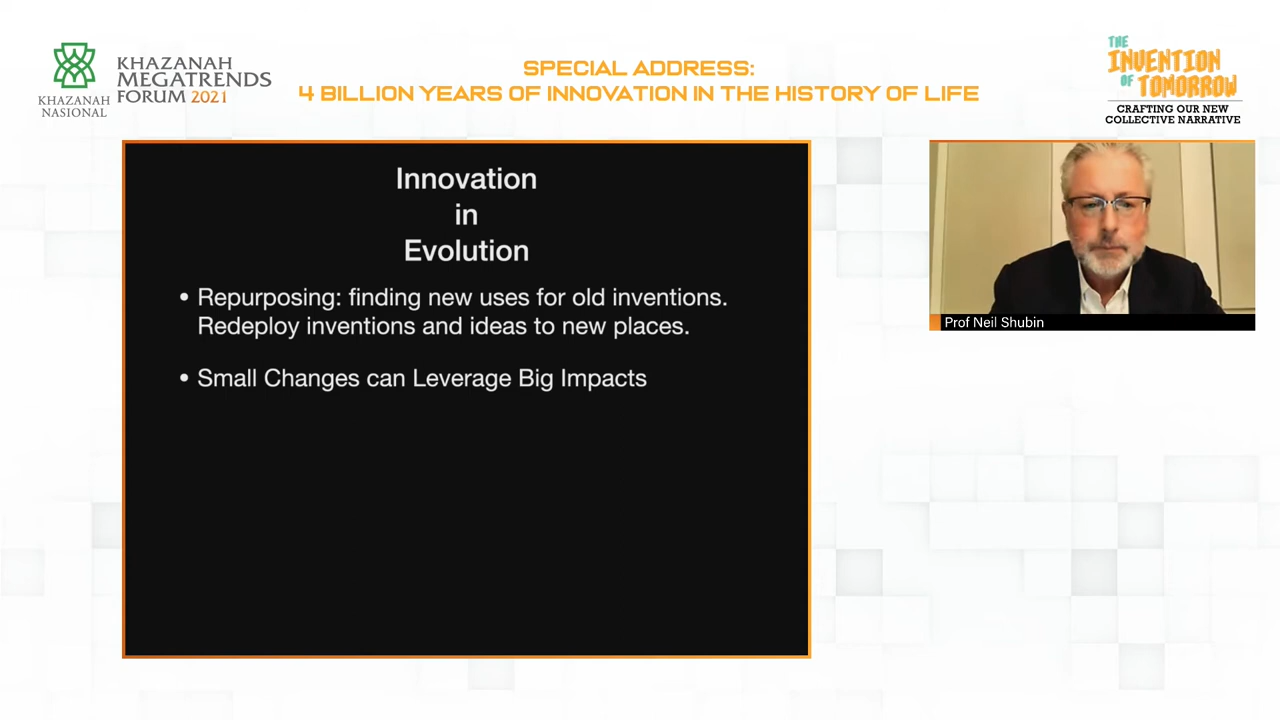 KHAZANAH
NASIONAL
KHAZANAH
MEGATRENDS
FORUM 2021
SPECIAL ADDRESS:
4 BILLION YEARS OF INNOVATION IN THE HISTORY OF LIFE
THE
INVENTION
OF TOMORROW
CRAFTING OUR NEW
COLLECTIVE NARRATIVE
Innovation
in
Evolution
• Repurposing: finding new uses for old inventions.
Redeploy inventions and ideas to new places.
• Small Changes can Leverage Big Impacts
Prof Neil Shubin